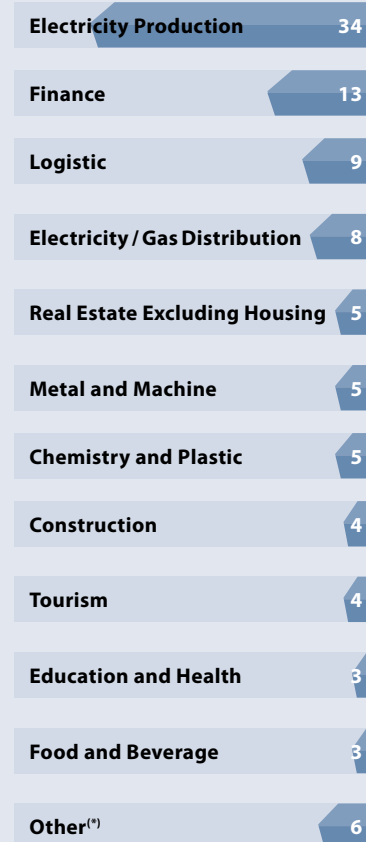 Electricity Production 34
Finance 13
Logistic 9
Electricity / Gas Distribution 8
Real Estate Excluding Housing 5
Metal and Machine 5
Chemistry and Plastic 5
Construction 4
Tourism 4
Education and Health 3
Food and Beverage 3
Other(*) 6